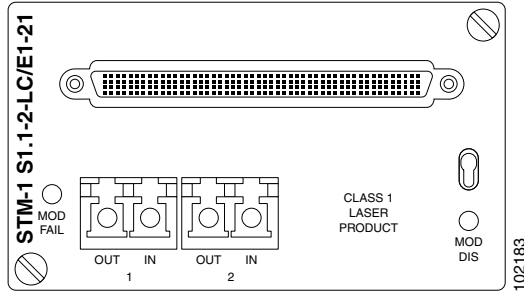 STM-1 S1.1-2-LC/E1-21
MOD
FAIL
OUT IN OUT IN
1 2
CLASS 1
LASER
PRODUCT
MOD
DIS
102183